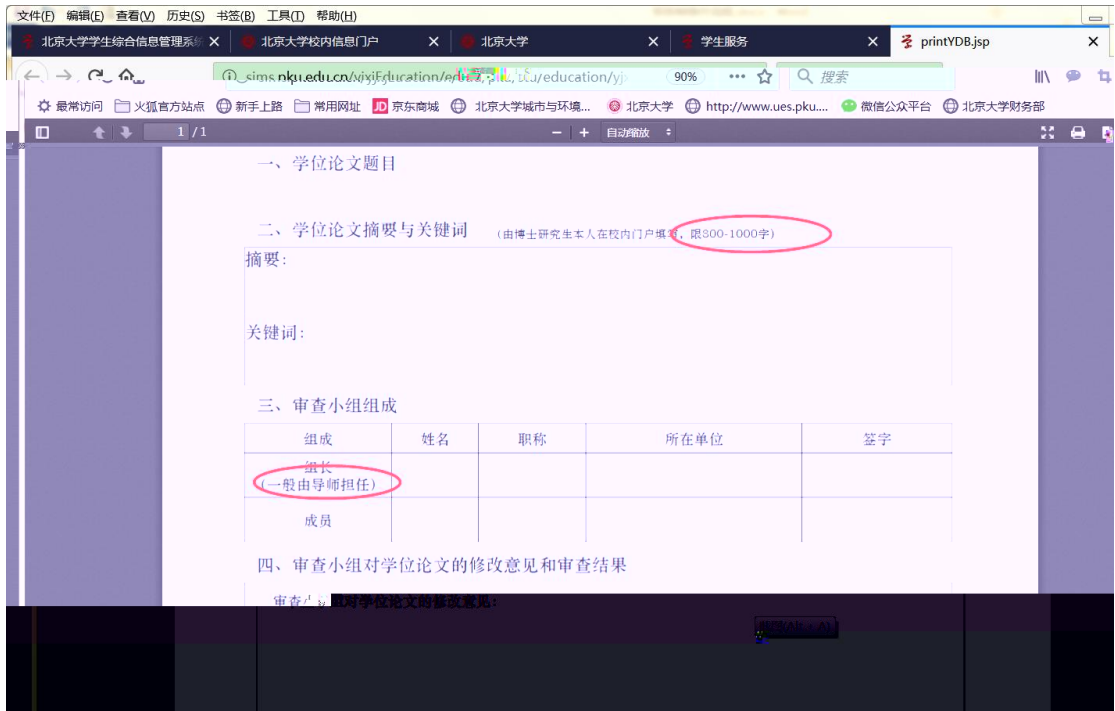 文件(F) 编辑(E) 查看(V) 历史(S) 书签(B) 工具(T) 帮助(H)
北京大学学生综合信息管理系统 北京大学校内信息门户 北京大学 学生服务 printYDB.jsp
sims.pku.edu.cn 90% 搜索
最常访问 火狐官方站点 新手上路 常用网址 JD 京东商城 北京大学城市与环境... 北京大学 http://www.ues.pku.... 微信公众平台 北京大学财务部
1 / 1 自动缩放
一、学位论文题目
二、学位论文摘要与关键词 (由博士研究生本人在校内门户填写, 限800-1000字)
摘要:
关键词:
三、审查小组组成
组成 姓名 职称 所在单位 签字
组长
(一般由导师担任)
成员
四、审查小组对学位论文的修改意见和审查结果
审查小组对学位论文的修改意见: